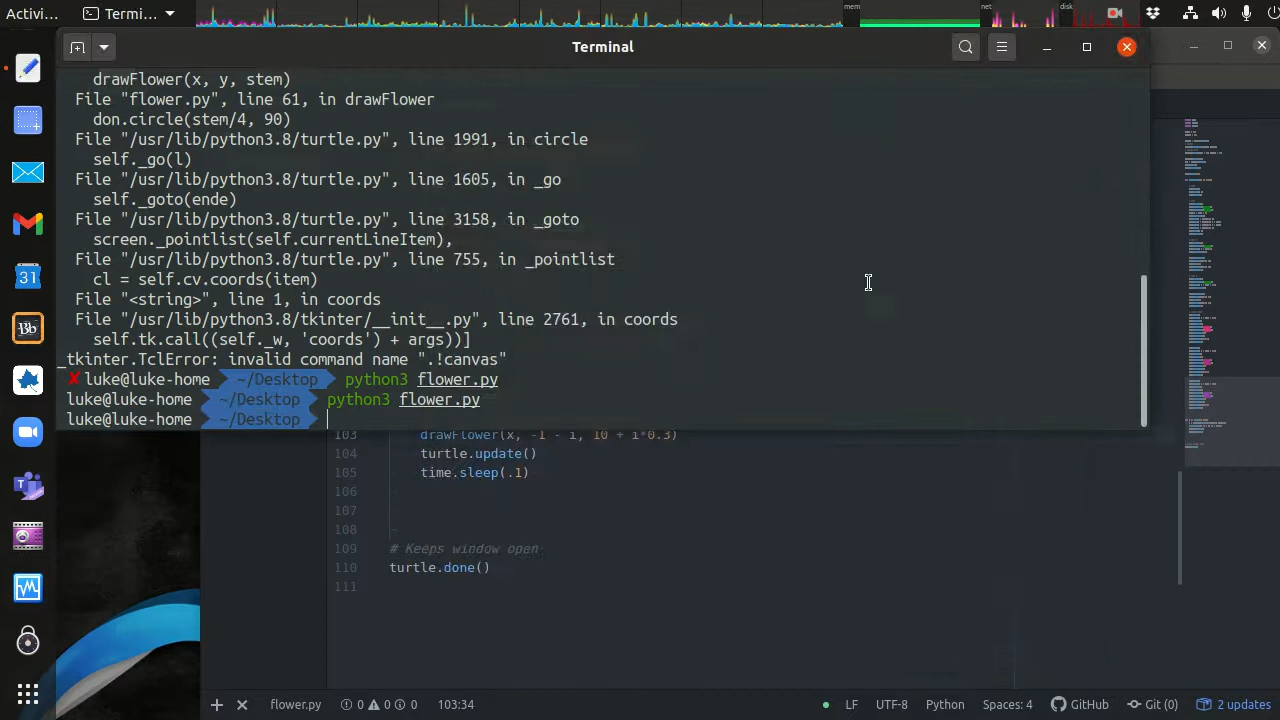 Activi...
Termi...
mem
net
disk
Terminal
drawFlower(x, y, stem)
File "flower.py", line 61, in drawFlower
don.circle(stem/4, 90)
File "/usr/lib/python3.8/turtle.py", line 1991, in circle
self._go(l)
File "/usr/lib/python3.8/turtle.py", line 1605, in _go
self._goto(ende)
File "/usr/lib/python3.8/turtle.py", line 3158, in _goto
screen._pointlist(self.currentLineItem),
File "/usr/lib/python3.8/turtle.py", line 755, in _pointlist
cl = self.cv.coords(item)
File "<string>", line 1, in coords
File "/usr/lib/python3.8/tkinter/__init__.py", line 2761, in coords
self.tk.call((self._w, 'coords') + args))]
_tkinter.TclError: invalid command name ".!canvas"
✘ luke@luke-home ~/Desktop python3 flower.py
luke@luke-home ~/Desktop python3 flower.py
luke@luke-home ~/Desktop
103 drawFlower(x, -1 - i, 10 + i*0.3)
104 turtle.update()
105 time.sleep(.1)
106
107
108
109 # Keeps window open
110 turtle.done()
111
31
Bb
flower.py 0 0 0 103:34 LF UTF-8 Python Spaces: 4 GitHub Git (0) 2 updates